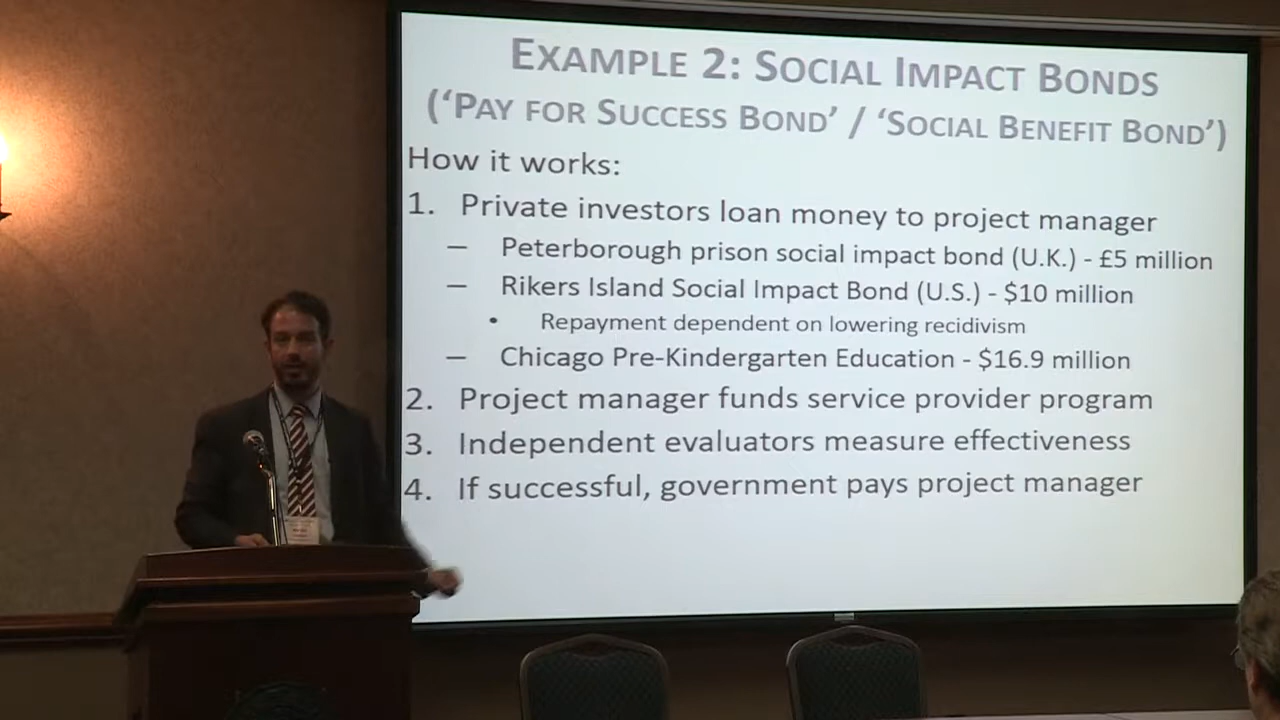 EXAMPLE 2: SOCIAL IMPACT BONDS
('PAY FOR SUCCESS BOND' / 'SOCIAL BENEFIT BOND')
How it works:
1. Private investors loan money to project manager
– Peterborough prison social impact bond (U.K.) - £5 million
– Rikers Island Social Impact Bond (U.S.) - $10 million
• Repayment dependent on lowering recidivism
– Chicago Pre-Kindergarten Education - $16.9 million
2. Project manager funds service provider program
3. Independent evaluators measure effectiveness
4. If successful, government pays project manager